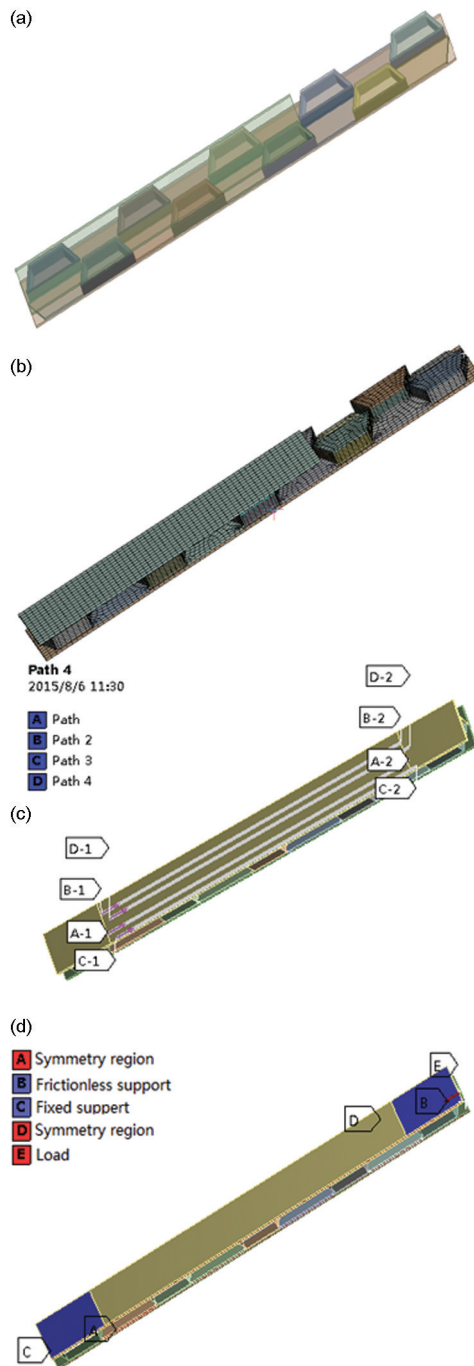 (a)
(b)
Path 4
2015/8/6 11:30
A Path
B Path 2
C Path 3
D Path 4
D-2
B-2
A-2
C-2
(c)
D-1
B-1
A-1
C-1
(d)
A Symmetry region
B Frictionless support
C Fixed suppert
D Symmetry region
E Load
E
B
D
A
C